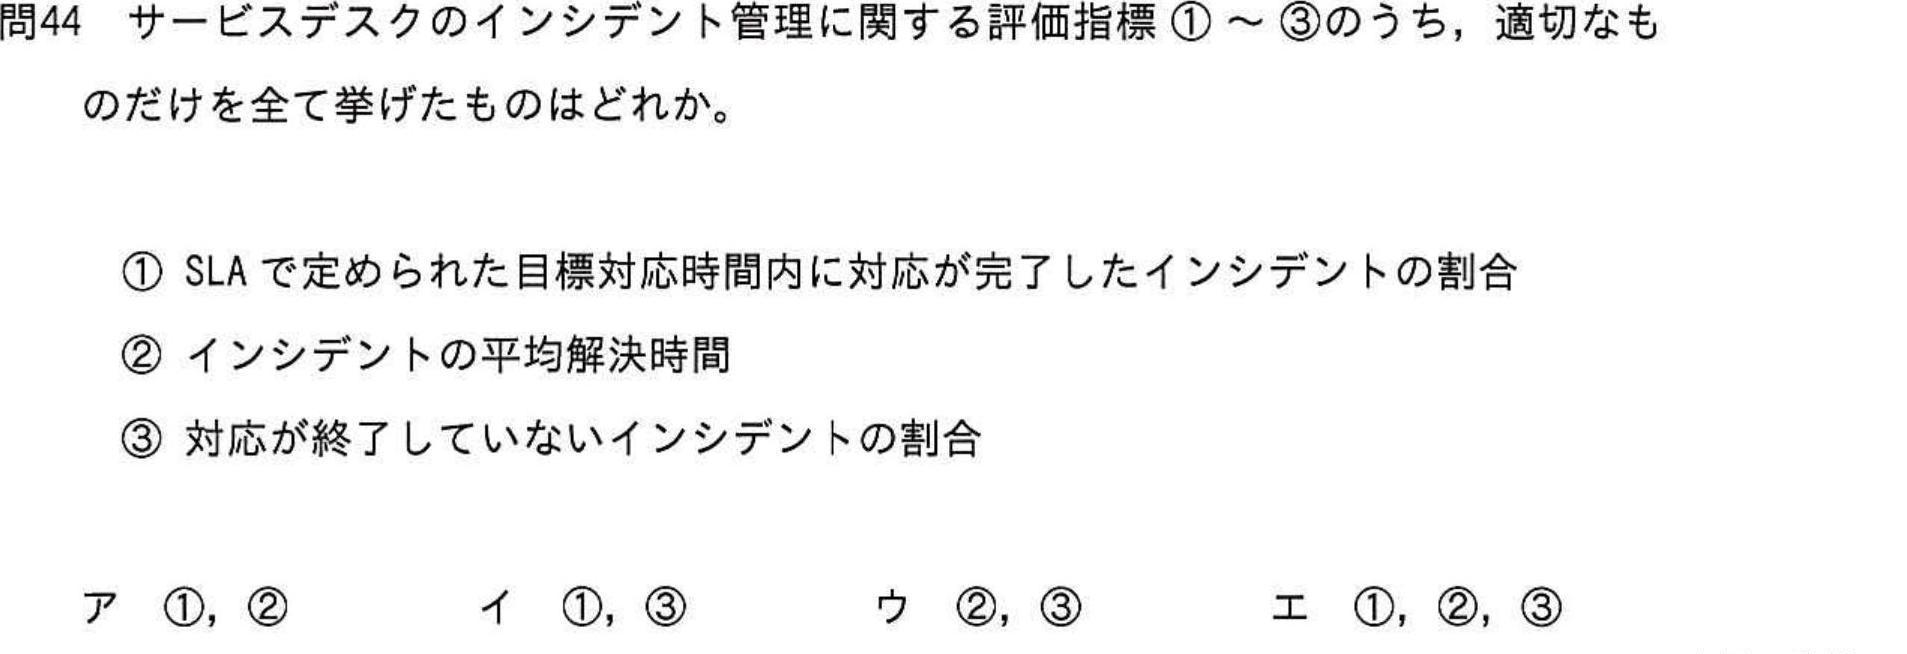 問44 サービスデスクのインシデント管理に関する評価指標①～③のうち，適切なも
のだけを全て挙げたものはどれか。
① SLAで定められた目標対応時間内に対応が完了したインシデントの割合
② インシデントの平均解決時間
③ 対応が終了していないインシデントの割合
ア ①，② イ ①，③ ウ ②，③ エ ①，②，③